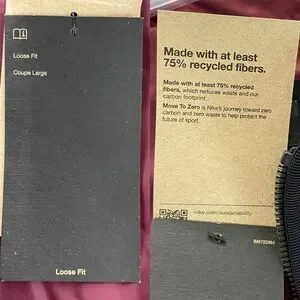 Loose Fit
Coupe Large
Loose Fit
Made with at least
75% recycled fibers.
Made with at least 75% recycled
fibers, which reduces waste and our
carbon footprint.
Move To Zero is Nike's journey toward zero
carbon and zero waste to help protect the
future of sport.
nike.com/sustainability